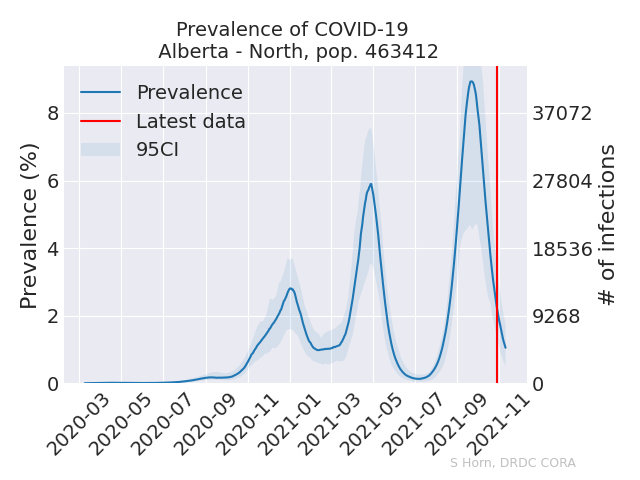 Prevalence of COVID-19
Alberta - North, pop. 463412
Prevalence
Latest data
95CI
Prevalence (%)
8
6
4
2
0
37072
27804
18536
9268
0
# of infections
2020-03
2020-05
2020-07
2020-09
2020-11
2021-01
2021-03
2021-05
2021-07
2021-09
2021-11
S Horn, DRDC CORA